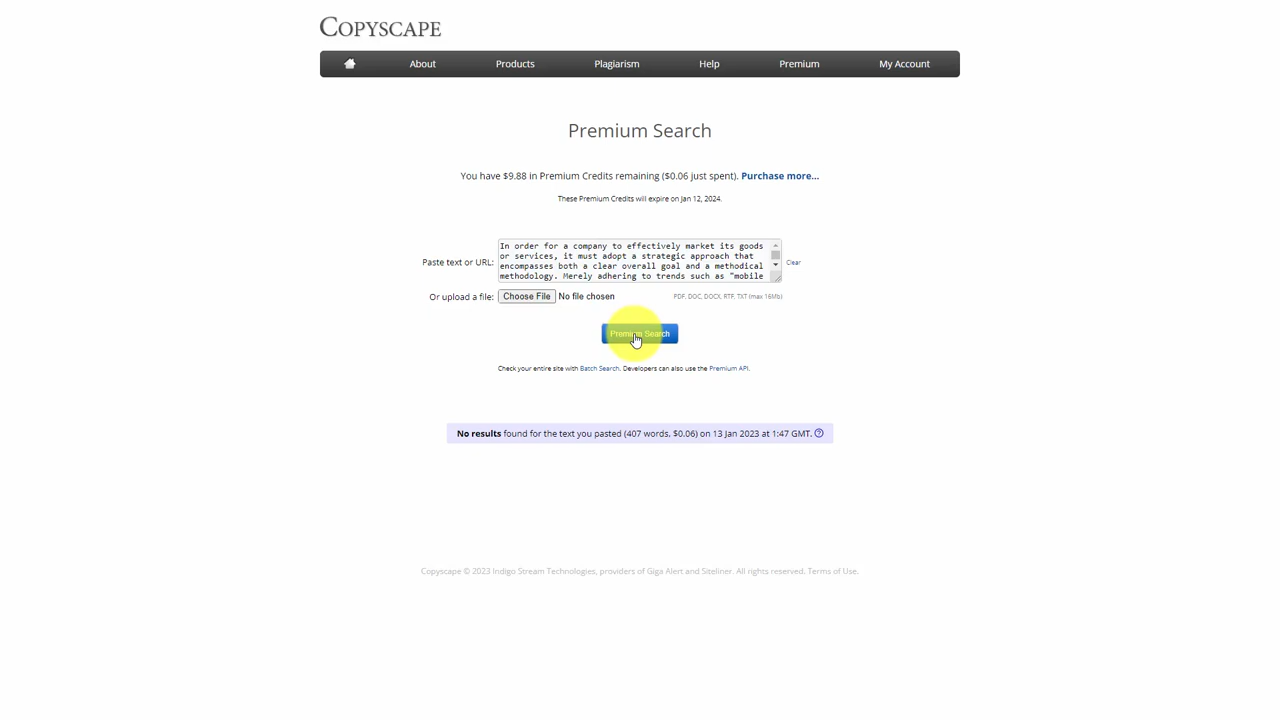 COPYSCAPE
About Products Plagiarism Help Premium My Account
Premium Search
You have $9.88 in Premium Credits remaining ($0.06 just spent). Purchase more...
These Premium Credits will expire on Jan 12, 2024.
Paste text or URL:
In order for a company to effectively market its goods
or services, it must adopt a strategic approach that
encompasses both a clear overall goal and a methodical
methodology. Merely adhering to trends such as "mobile
Clear
Or upload a file: Choose File No file chosen PDF, DOC, DOCX, RTF, TXT (max 16Mb)
Premium Search
Check your entire site with Batch Search. Developers can also use the Premium API.
No results found for the text you pasted (407 words, $0.06) on 13 Jan 2023 at 1:47 GMT. ?
Copyscape © 2023 Indigo Stream Technologies, providers of Giga Alert and Siteliner. All rights reserved. Terms of Use.